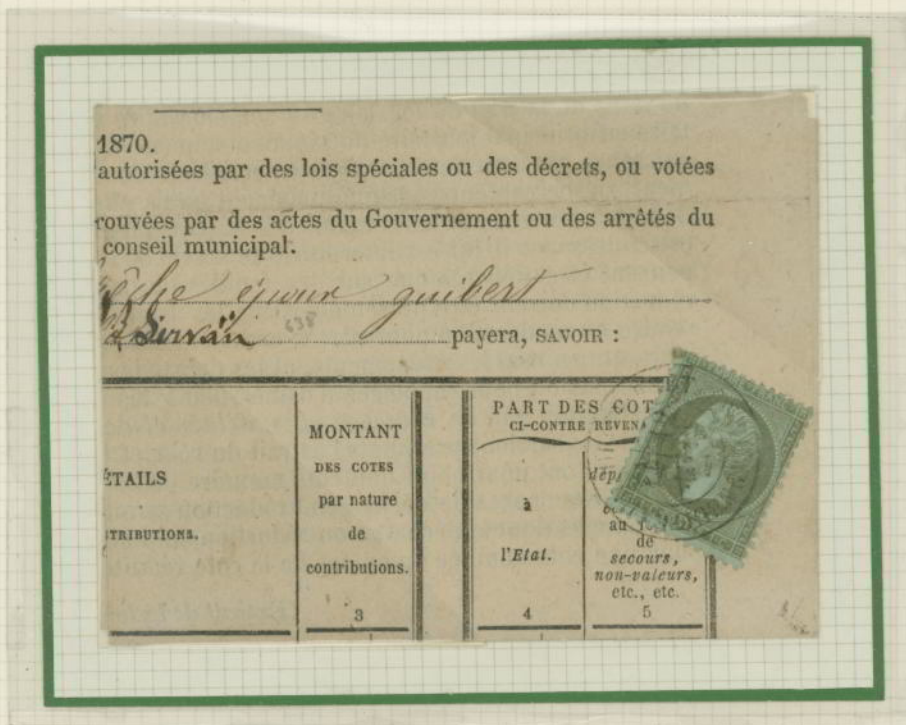 1870.
autorisées par des lois spéciales ou des décrets, ou votées
rouvées par des actes du Gouvernement ou des arrêtés du
conseil municipal.
guibert
638
payera, SAVOIR :
ÉTAILS
TRIBUTIONS.
MONTANT
DES COTES
par nature
de
contributions.
3
PART DES COT
CI-CONTRE REVENA
à
l'Etat.
4
dép
au
de
secours,
non-valeurs,
etc., etc.
5